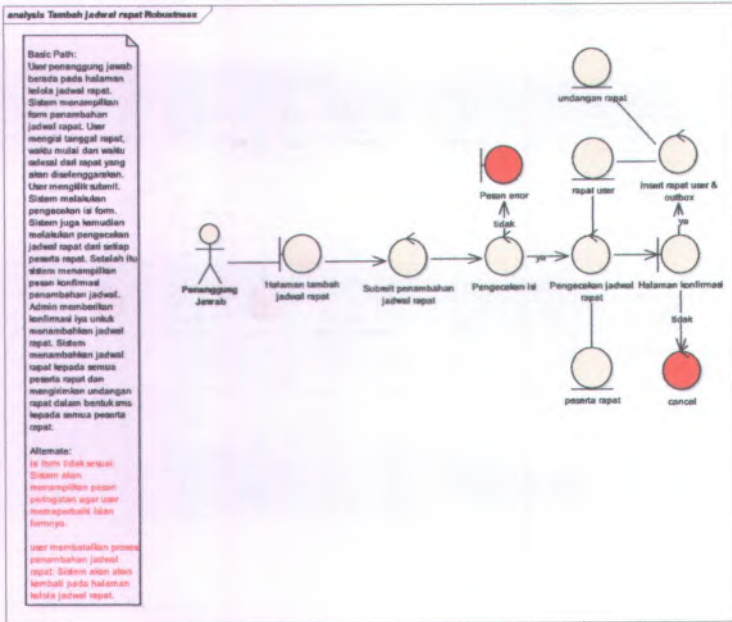 analysis Tambah jadwal rapat Robustness
Basic Path:
User penanggung jawab
berada pada halaman
kelola jadwal rapat.
Sistem menampilkan
form penambahan
jadwal rapat. User
mengisi tanggal rapat,
waktu mulai dan waktu
selesai dari rapat yang
akan diselenggarakan.
User mengklik submit.
Sistem melakukan
pengecekan isi form.
Sistem juga kemudian
melakukan pengecekan
jadwal rapat dari setiap
peserta rapat. Setelah itu
sistem menampilkan
pesan konfirmasi
penambahan jadwal.
Admin memberikan
konfirmasi iya untuk
menambahkan jadwal
rapat. Sistem
menambahkan jadwal
rapat kepada semua
peserta rapat dan
mengirimkan undangan
rapat dalam bentuk sms
kepada semua peserta
rapat.
Alternate:
isi form tidak sesuai:
Sistem akan
menampilkan pesan
peringatan agar user
memperbaiki isian
formnya.
user membatalkan proses
penambahan jadwal
rapat: Sistem akan akan
kembali pada halaman
kelola jadwal rapat.
undangan rapat
Pesan error
rapat user
Insert rapat user &
outbox
tidak
ya
Penanggung
Jawab
Halaman tambah
jadwal rapat
Submit penambahan
jadwal rapat
Pengecekan isi
ya
Pengecekan jadwal
rapat
Halaman konfirmasi
tidak
peserta rapat
cancel